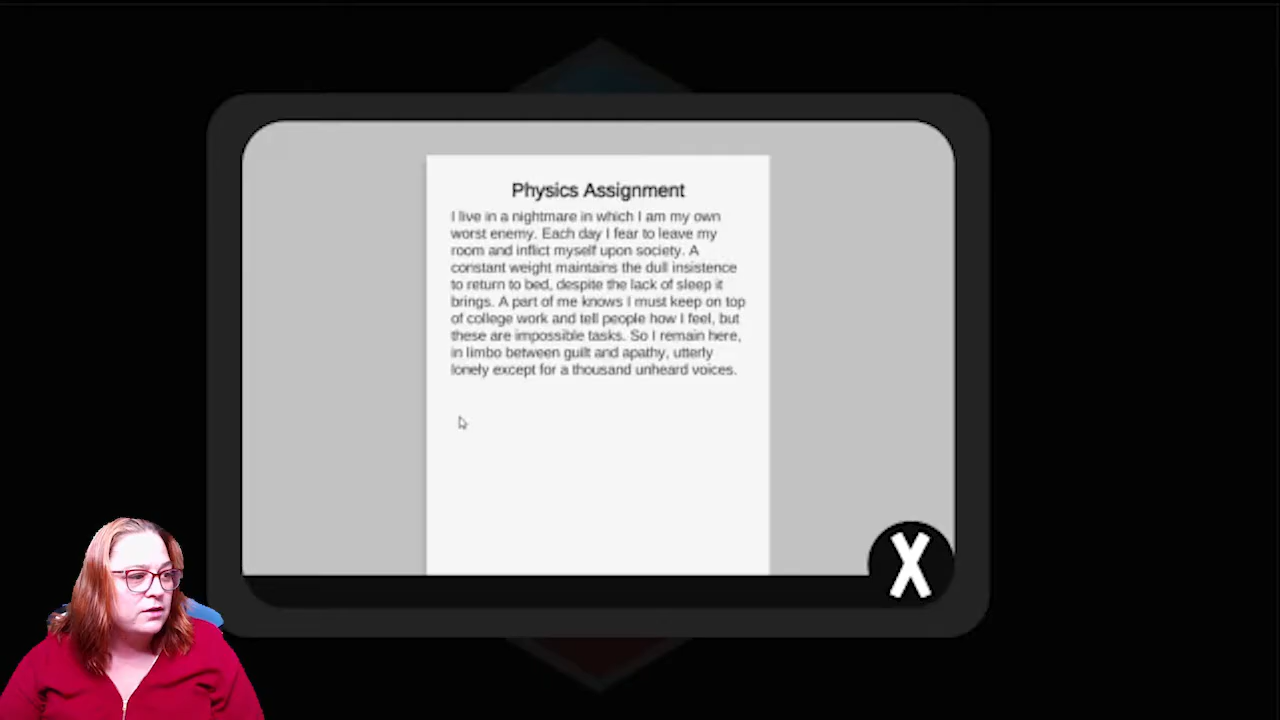 Physics Assignment
I live in a nightmare in which I am my own
worst enemy. Each day I fear to leave my
room and inflict myself upon society. A
constant weight maintains the dull insistence
to return to bed, despite the lack of sleep it
brings. A part of me knows I must keep on top
of college work and tell people how I feel, but
these are impossible tasks. So I remain here,
in limbo between guilt and apathy, utterly
lonely except for a thousand unheard voices.
X